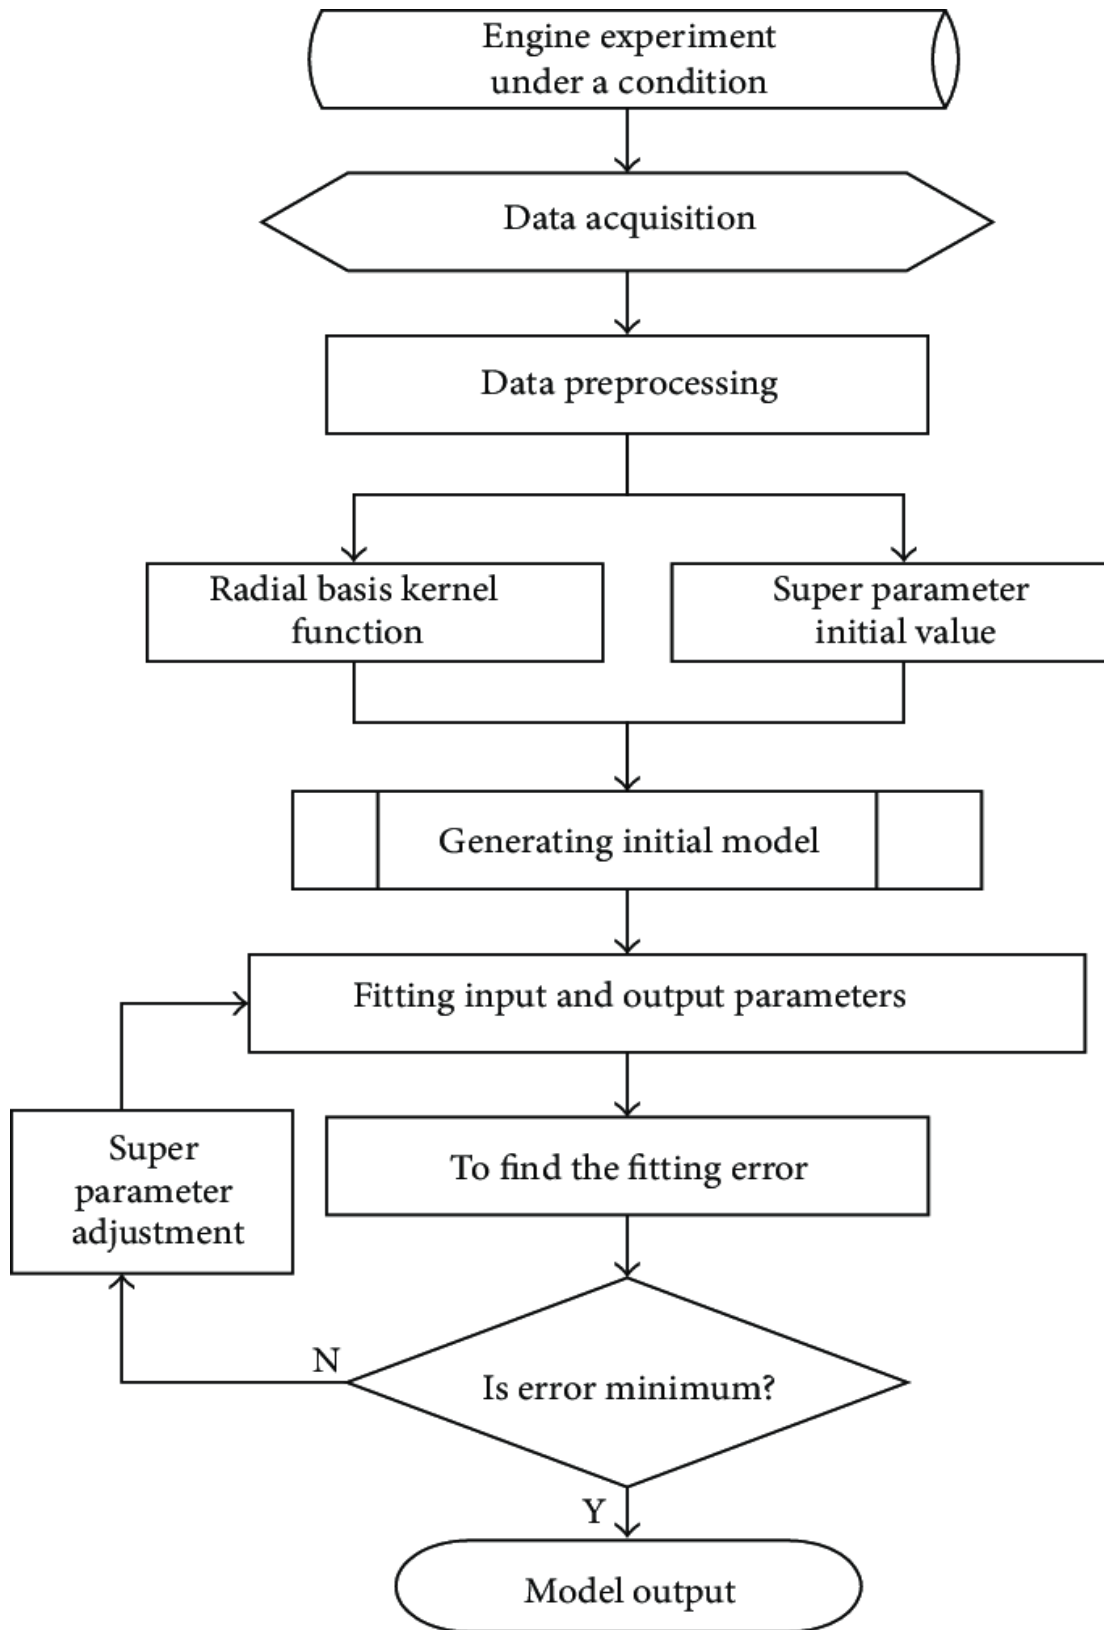 Engine experiment
under a condition
Data acquisition
Data preprocessing
Radial basis kernel
function
Super parameter
initial value
Generating initial model
Fitting input and output parameters
Super
parameter
adjustment
To find the fitting error
N
Is error minimum?
Y
Model output